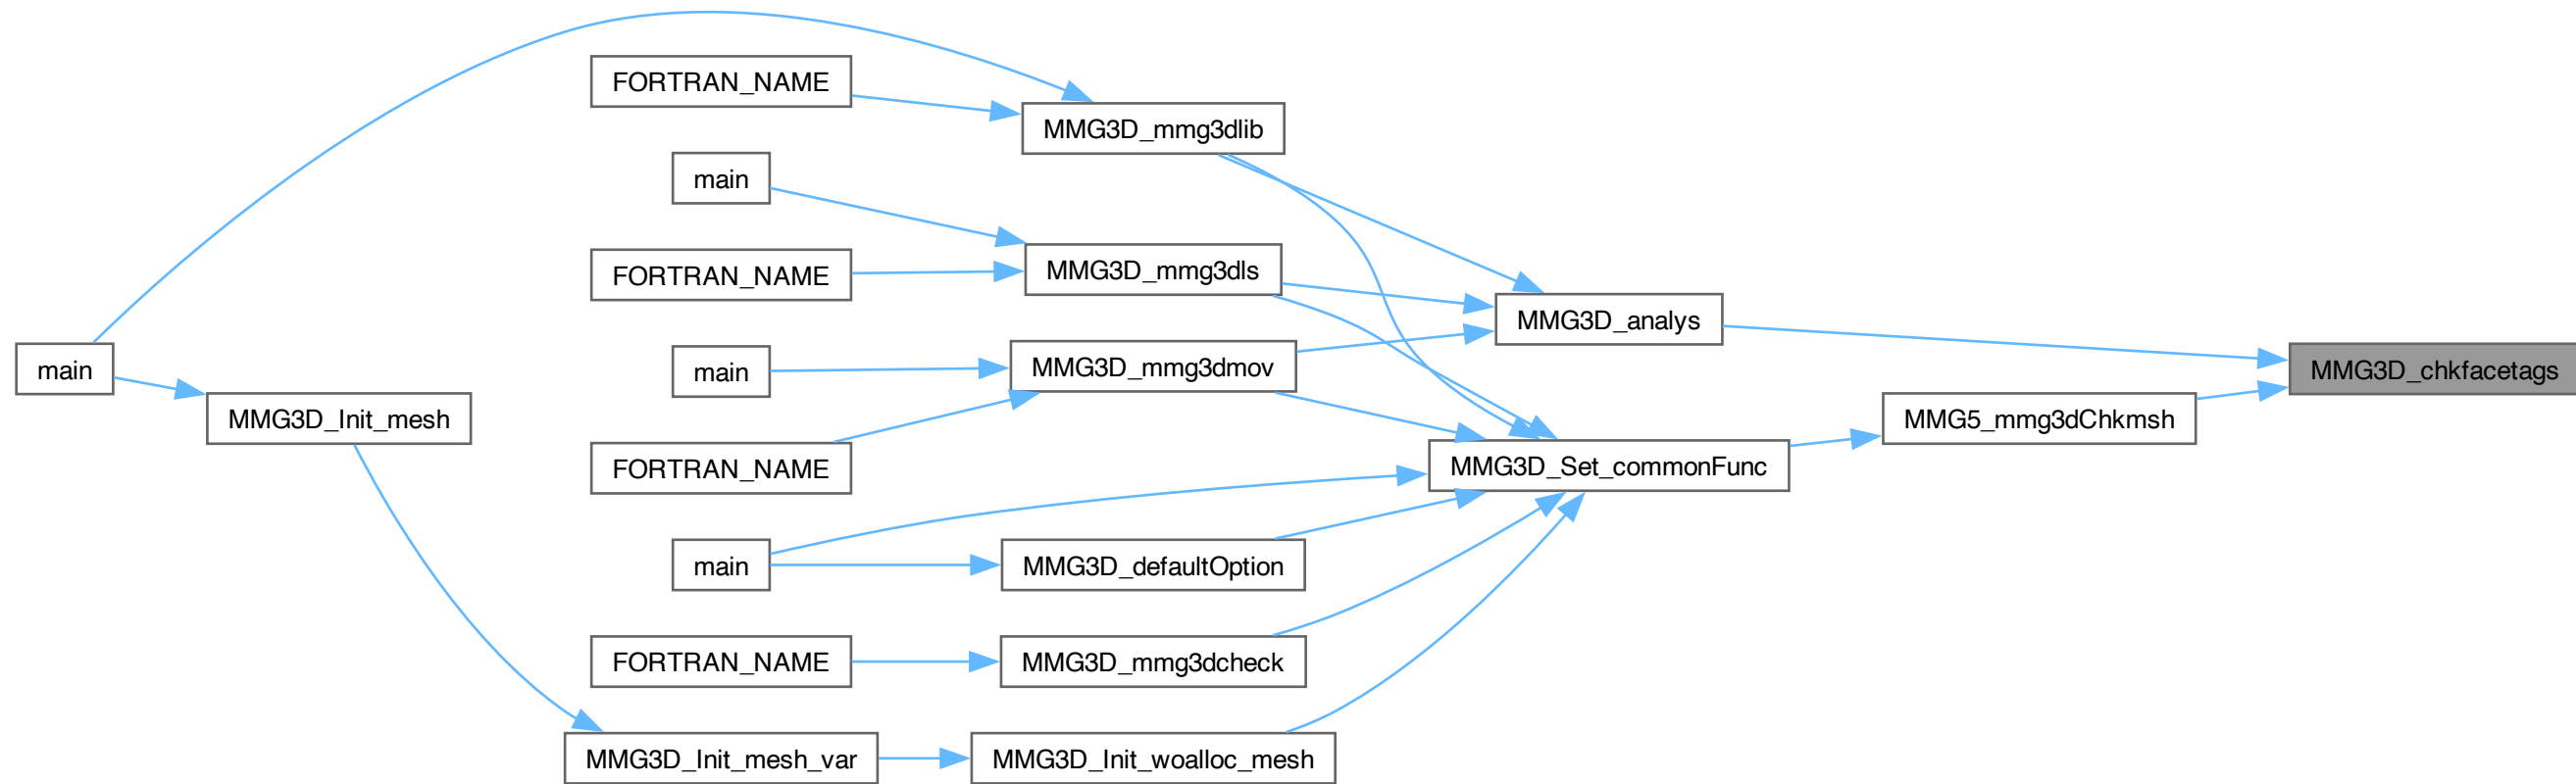 FORTRAN_NAME
MMG3D_mmg3dlib
main
MMG3D_mmg3dls
FORTRAN_NAME
MMG3D_analys
main
MMG3D_mmg3dmov
main
MMG3D_chkfacetags
MMG3D_Init_mesh
MMG5_mmg3dChkmsh
FORTRAN_NAME
MMG3D_Set_commonFunc
main
MMG3D_defaultOption
FORTRAN_NAME
MMG3D_mmg3dcheck
MMG3D_Init_mesh_var
MMG3D_Init_woalloc_mesh